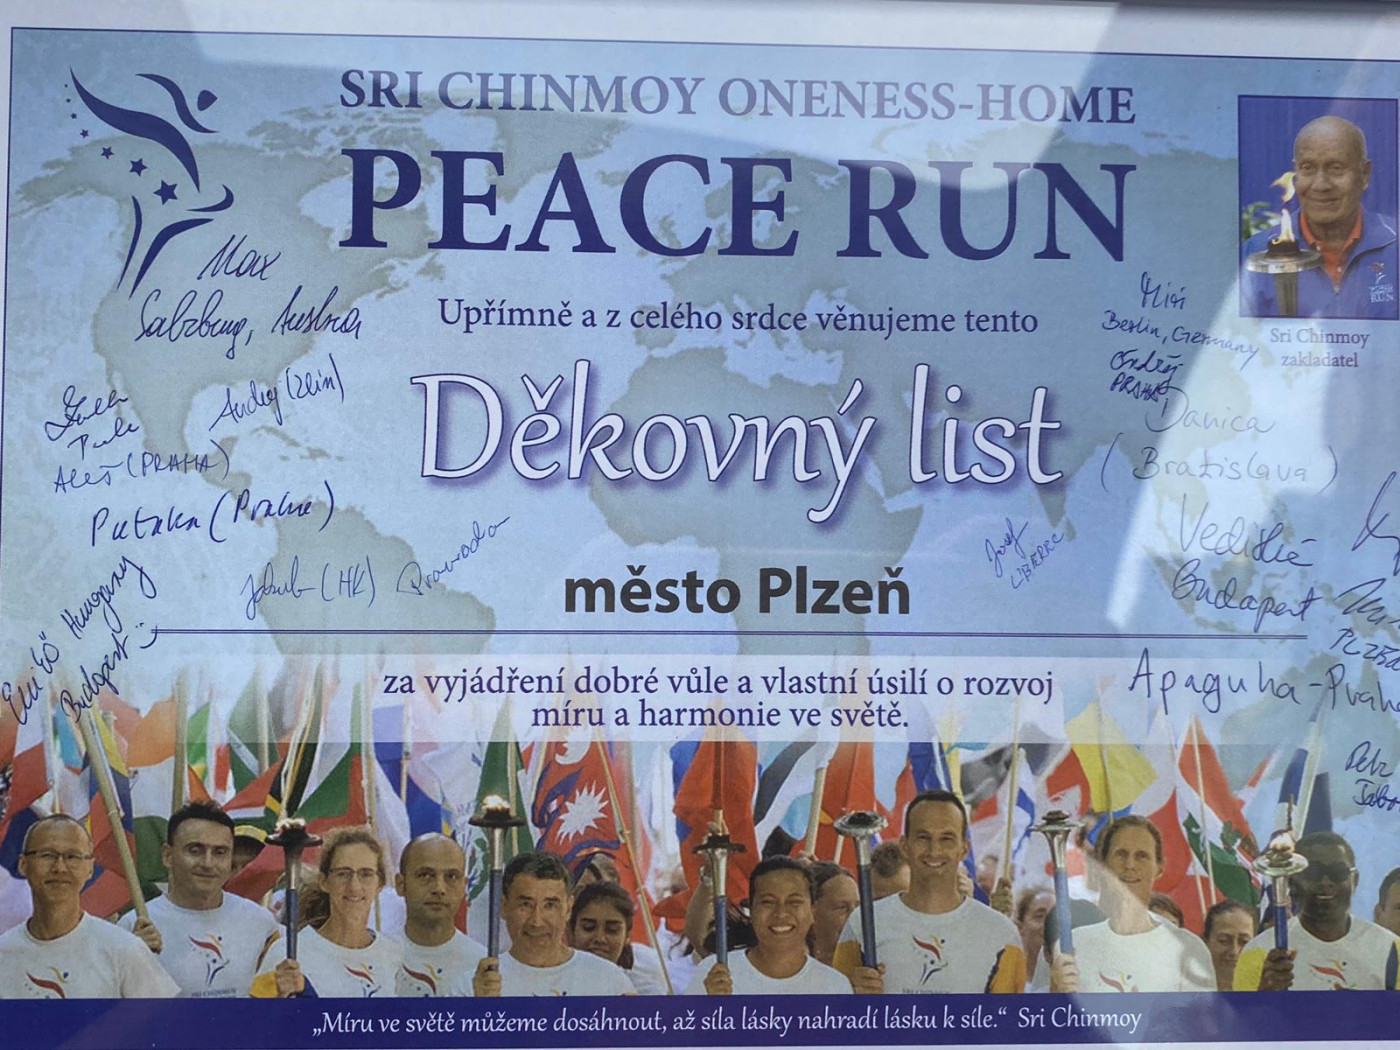 SRI CHINMOY ONENESS-HOME
PEACE RUN
Sri Chinmoy
zakladatel
Upřímně a z celého srdce věnujeme tento
Děkovný list
město Plzeň
za vyjádření dobré vůle a vlastní úsilí o rozvoj
míru a harmonie ve světě.
Max
Salzburg, Austria
Andrej (Zlín)
Aleš (PRAHA)
Putaka (Prague)
Jakub (HK)
Hungary
Budapest
Berlin, Germany
Ondřej
PRAHA
Danica
(Bratislava)
Josef
LIBEREC
Budapest
Apaguha-
Petr
„Míru ve světě můžeme dosáhnout, až síla lásky nahradí lásku k síle.“ Sri Chinmoy